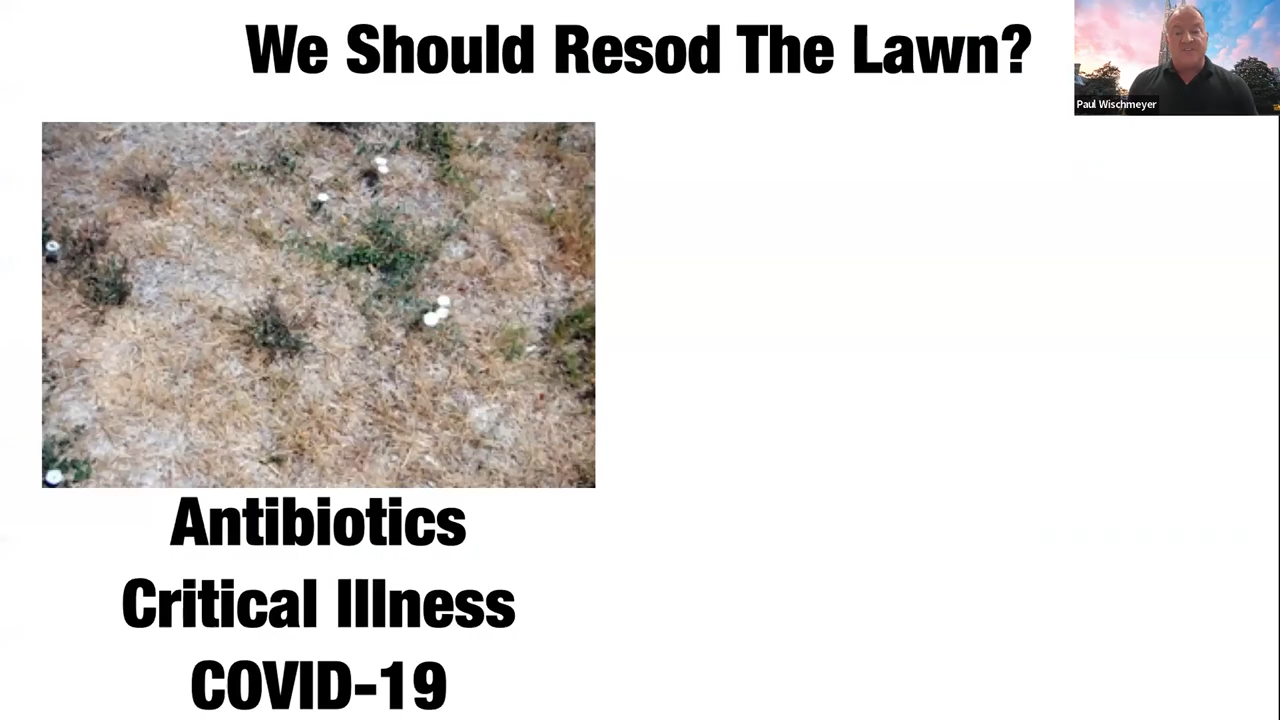 We Should Resod The Lawn?
Paul Wischmeyer
Antibiotics
Critical Illness
COVID-19